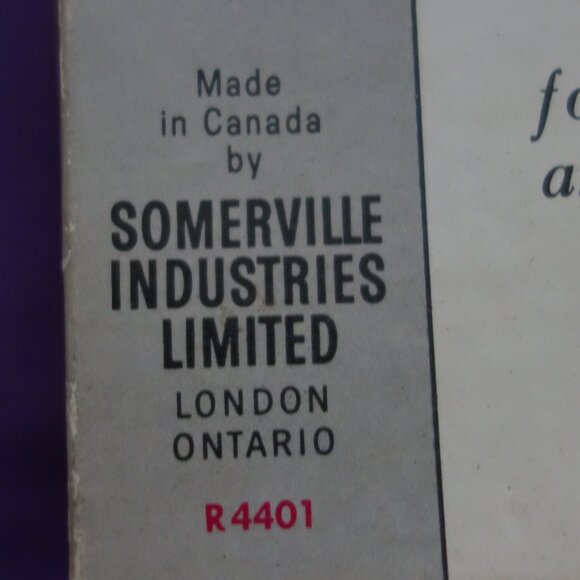 Made
in Canada
by
SOMERVILLE
INDUSTRIES
LIMITED
LONDON
ONTARIO
R4401